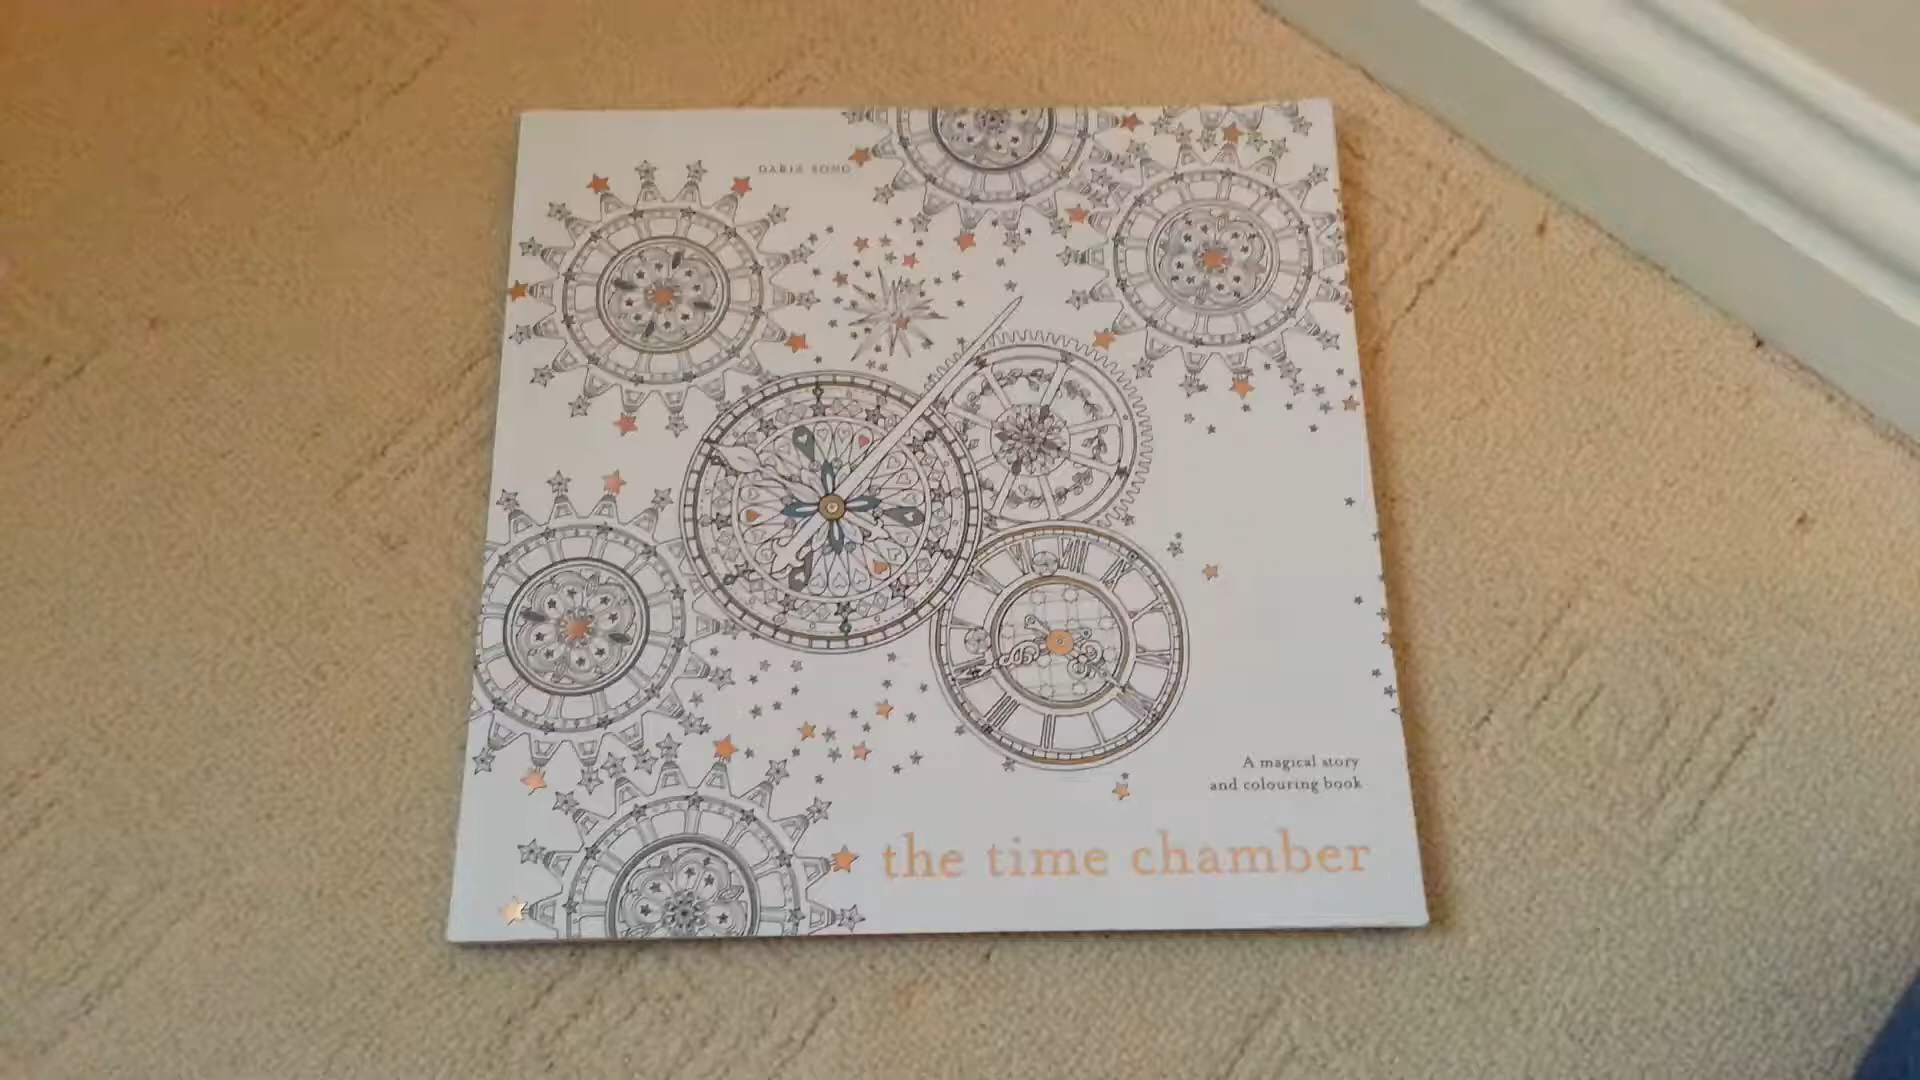 DARIA SONG
A magical story
and colouring book
the time chamber